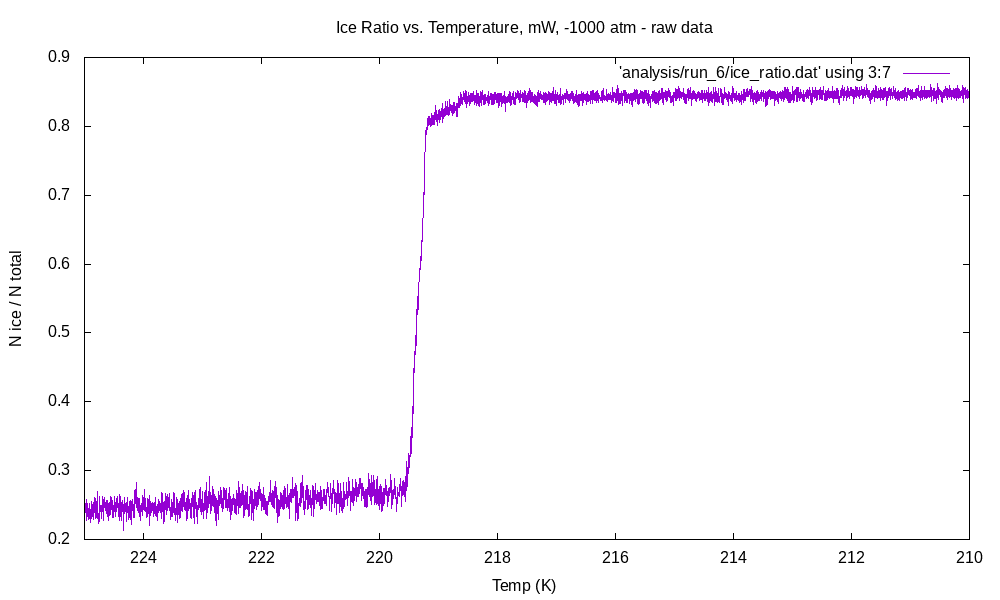 Ice Ratio vs. Temperature, mW, -1000 atm - raw data
'analysis/run_6/ice_ratio.dat' using 3:7
N ice / N total
0.9
0.8
0.7
0.6
0.5
0.4
0.3
0.2
224 222 220 218 216 214 212 210
Temp (K)